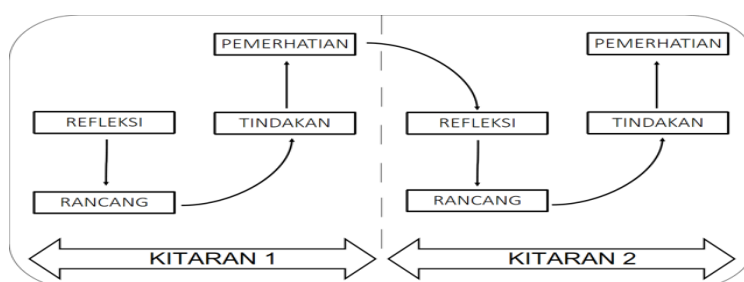 PEMERHATIAN
PEMERHATIAN
REFLEKSI
TINDAKAN
REFLEKSI
TINDAKAN
RANCANG
RANCANG
KITARAN 1
KITARAN 2